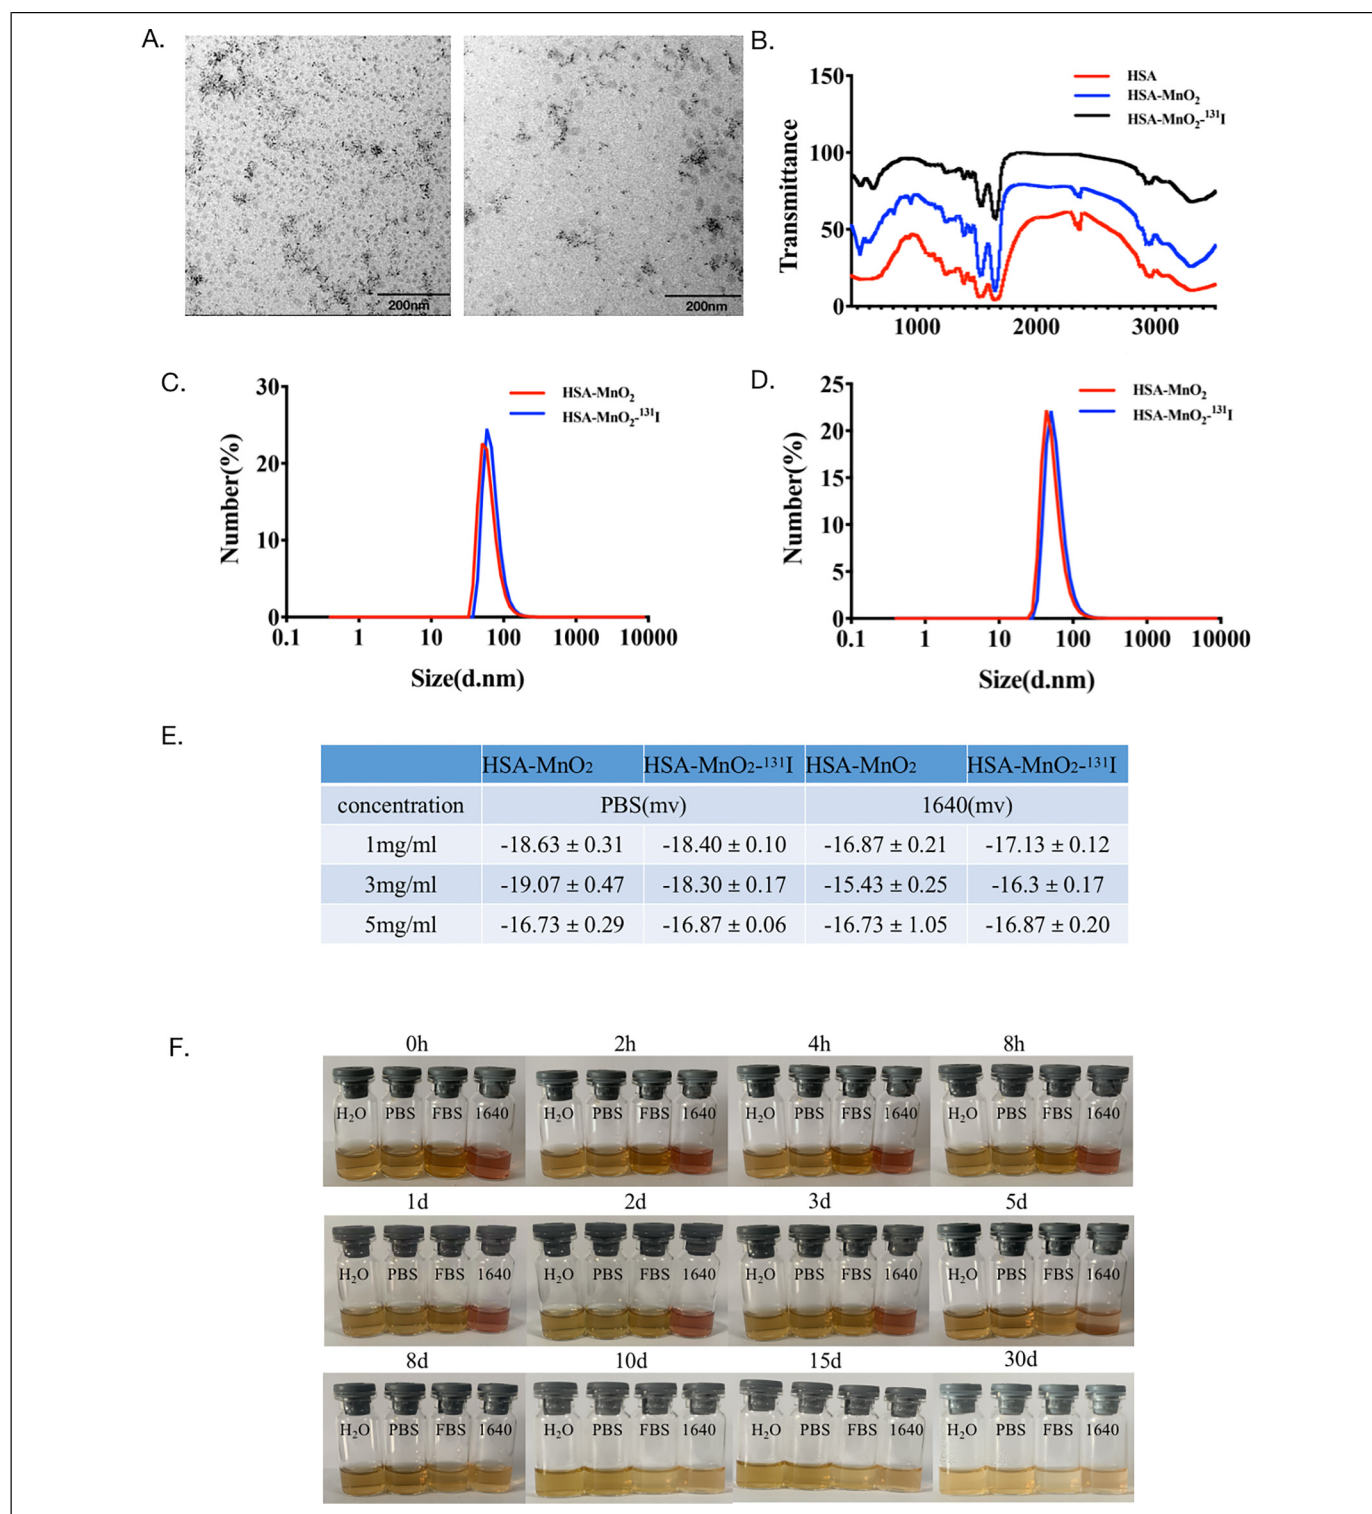 A.
200nm
200nm
B.
150
100
50
0
Transmittance
1000 2000 3000
HSA
HSA-MnO₂
HSA-MnO₂-¹³¹I
C.
30
20
10
0
Number(%)
0.1 1 10 100 1000 10000
Size(d.nm)
HSA-MnO₂
HSA-MnO₂-¹³¹I
D.
25
20
15
10
5
0
Number(%)
0.1 1 10 100 1000 10000
Size(d.nm)
HSA-MnO₂
HSA-MnO₂-¹³¹I
E.
HSA-MnO₂ HSA-MnO₂-¹³¹I HSA-MnO₂ HSA-MnO₂-¹³¹I
concentration PBS(mv) 1640(mv)
1mg/ml -18.63 ± 0.31 -18.40 ± 0.10 -16.87 ± 0.21 -17.13 ± 0.12
3mg/ml -19.07 ± 0.47 -18.30 ± 0.17 -15.43 ± 0.25 -16.3 ± 0.17
5mg/ml -16.73 ± 0.29 -16.87 ± 0.06 -16.73 ± 1.05 -16.87 ± 0.20
F.
0h 2h 4h 8h
H₂O PBS FBS 1640 H₂O PBS FBS 1640 H₂O PBS FBS 1640 H₂O PBS FBS 1640
1d 2d 3d 5d
H₂O PBS FBS 1640 H₂O PBS FBS 1640 H₂O PBS FBS 1640 H₂O PBS FBS 1640
8d 10d 15d 30d
H₂O PBS FBS 1640 H₂O PBS FBS 1640 H₂O PBS FBS 1640 H₂O PBS FBS 1640